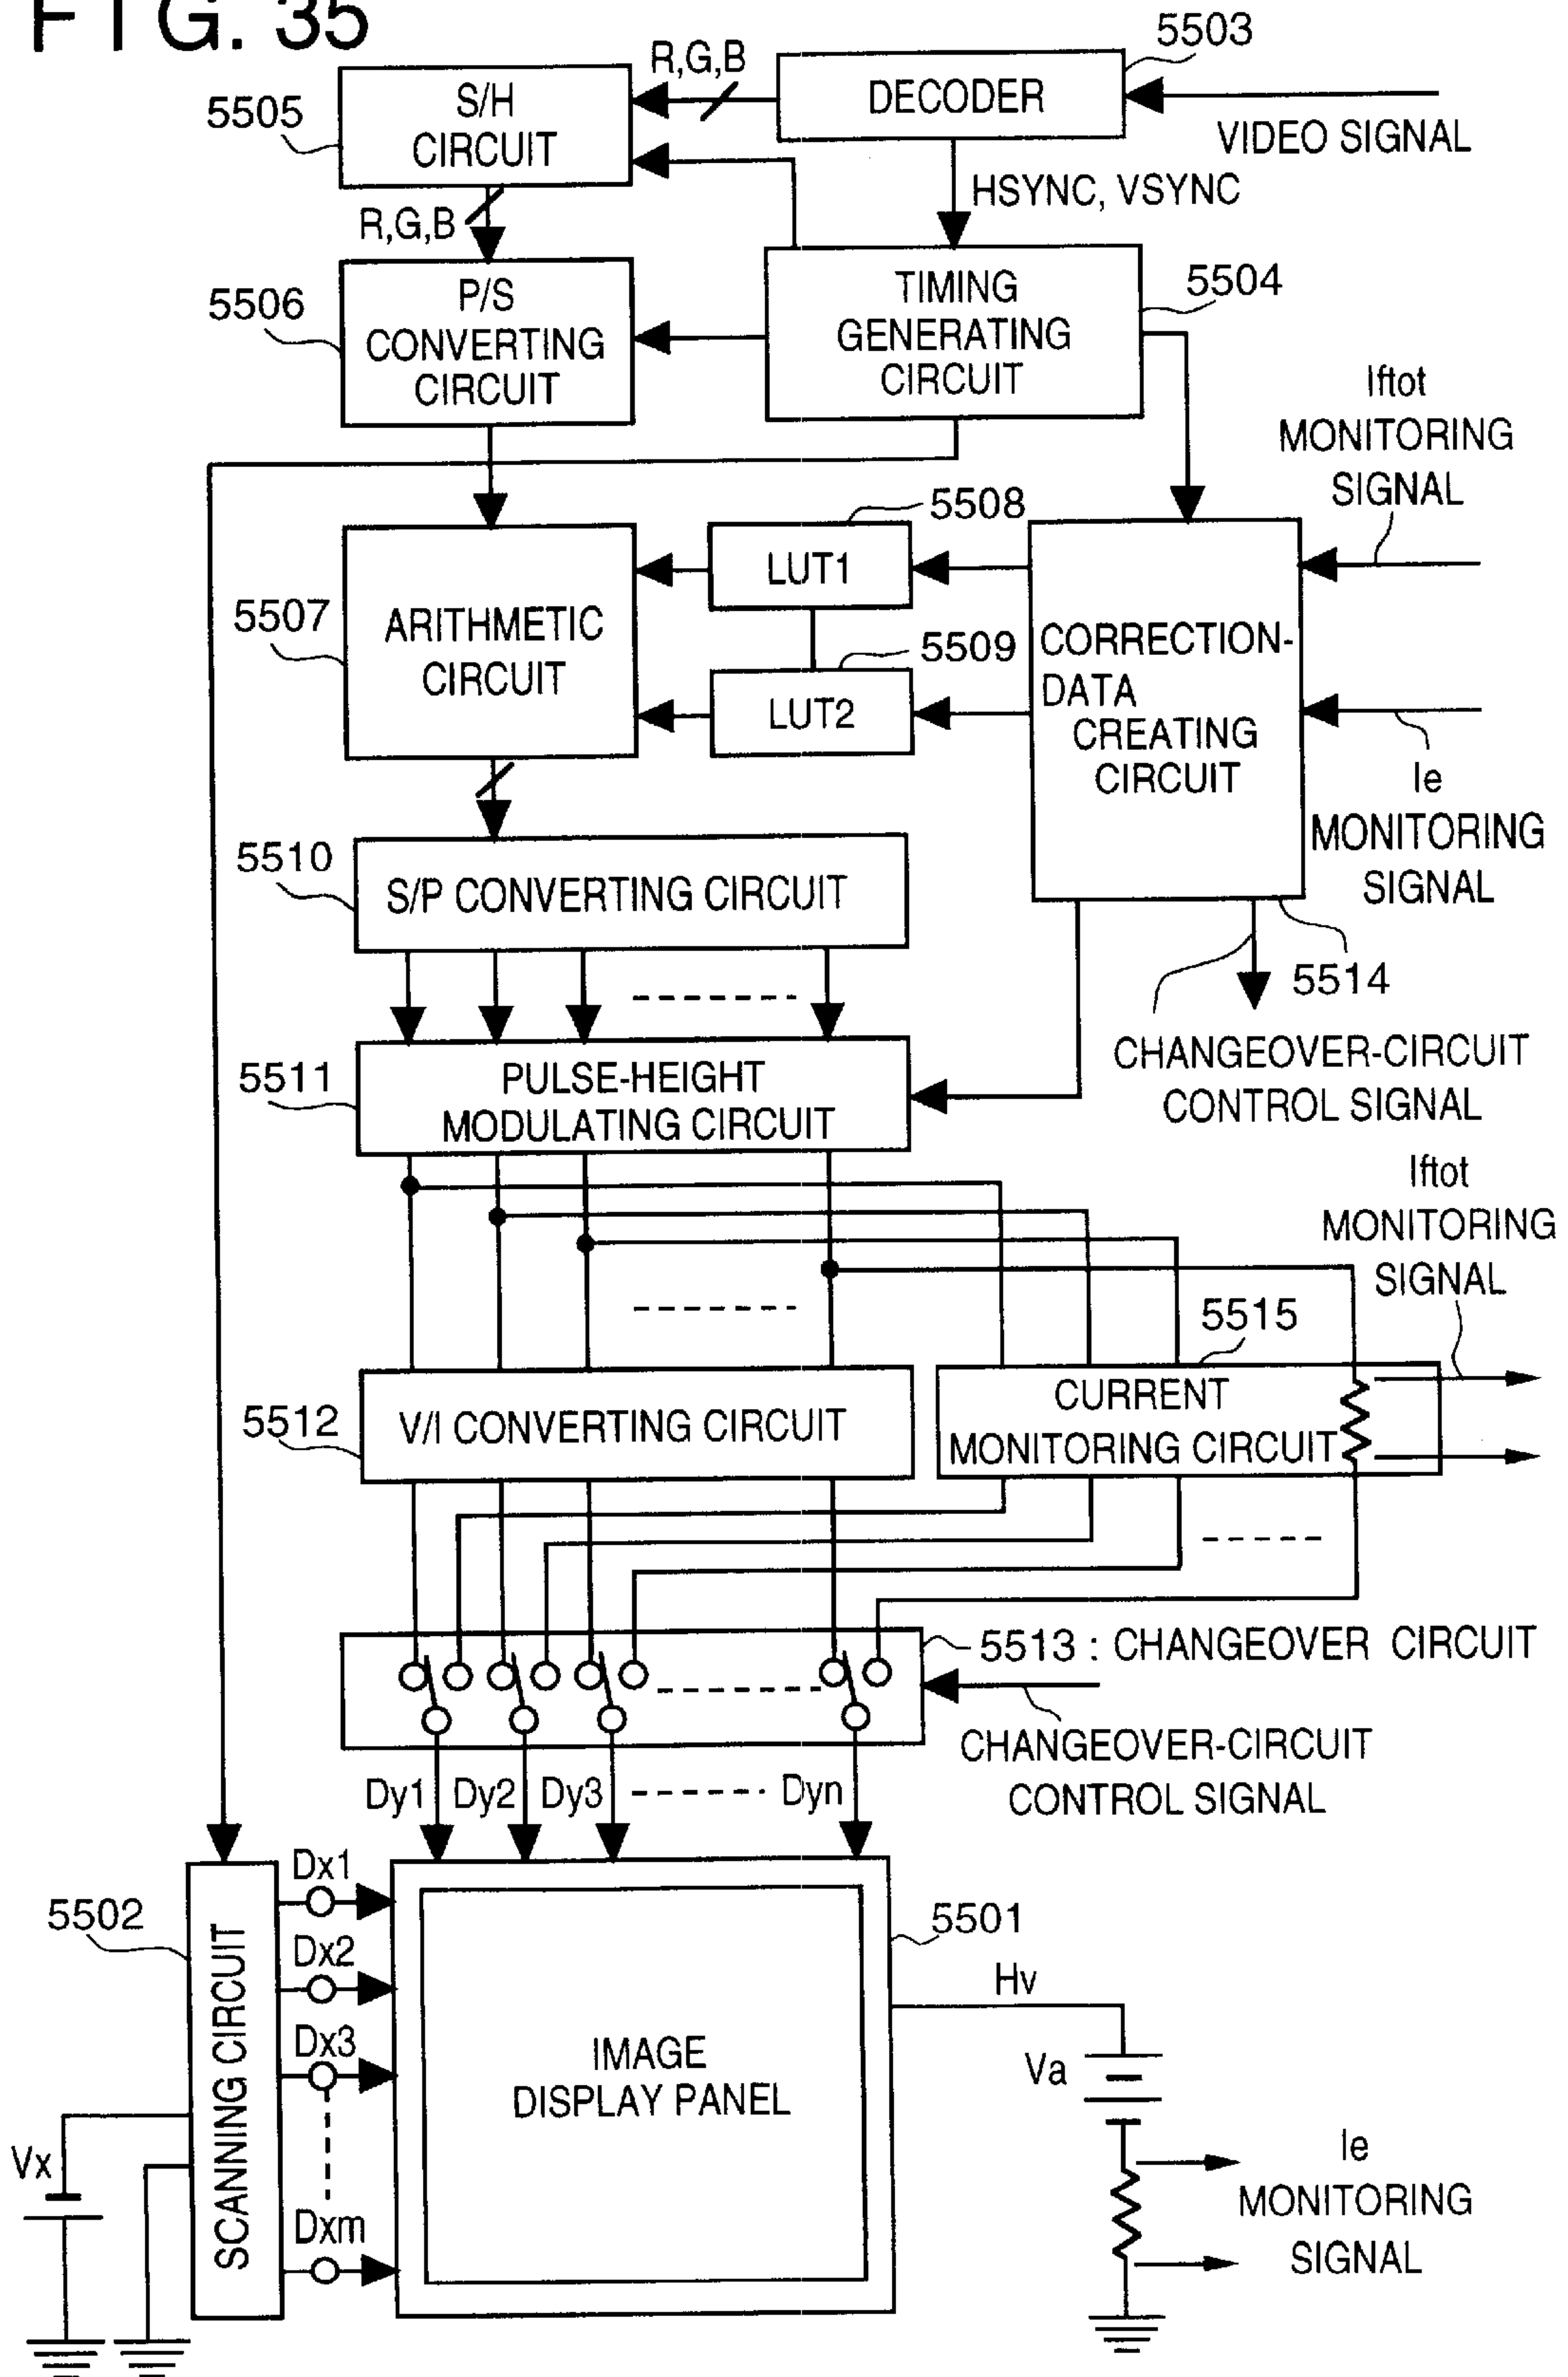 FIG. 35
5503
R,G,B
S/H
CIRCUIT
DECODER
5505
VIDEO SIGNAL
HSYNC, VSYNC
R,G,B
P/S
CONVERTING
CIRCUIT
5506
TIMING
GENERATING
CIRCUIT
5504
Iftot
MONITORING
SIGNAL
5508
LUT1
5507
ARITHMETIC
CIRCUIT
5509
LUT2
CORRECTION-
DATA
CREATING
CIRCUIT
Ie
MONITORING
SIGNAL
5510
S/P CONVERTING CIRCUIT
5514
CHANGEOVER-CIRCUIT
CONTROL SIGNAL
5511
PULSE-HEIGHT
MODULATING CIRCUIT
Iftot
MONITORING
SIGNAL
5515
5512
V/I CONVERTING CIRCUIT
CURRENT
MONITORING CIRCUIT
5513 : CHANGEOVER CIRCUIT
CHANGEOVER-CIRCUIT
CONTROL SIGNAL
Dy1 Dy2 Dy3 Dyn
5502
SCANNING CIRCUIT
Dx1
Dx2
Dx3
Dxm
5501
Hv
IMAGE
DISPLAY PANEL
Va
Vx
Ie
MONITORING
SIGNAL